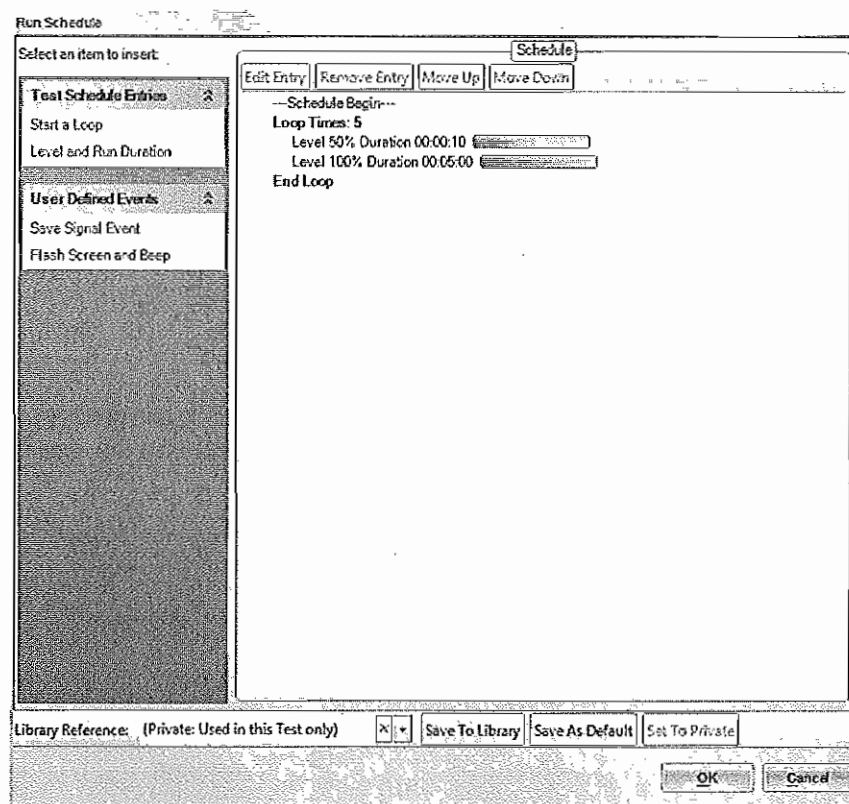 Run Schedule
Select an item to insert:
Test Schedule Entries
Start a Loop
Level and Run Duration
User Defined Events
Save Signal Event
Flash Screen and Beep
Schedule
Edit Entry Remove Entry Move Up Move Down
---Schedule Begin---
Loop Times: 5
Level 50% Duration 00:00:10
Level 100% Duration 00:05:00
End Loop
Library Reference: (Private: Used in this Test only) Save To Library Save As Default Set To Private
OK Cancel